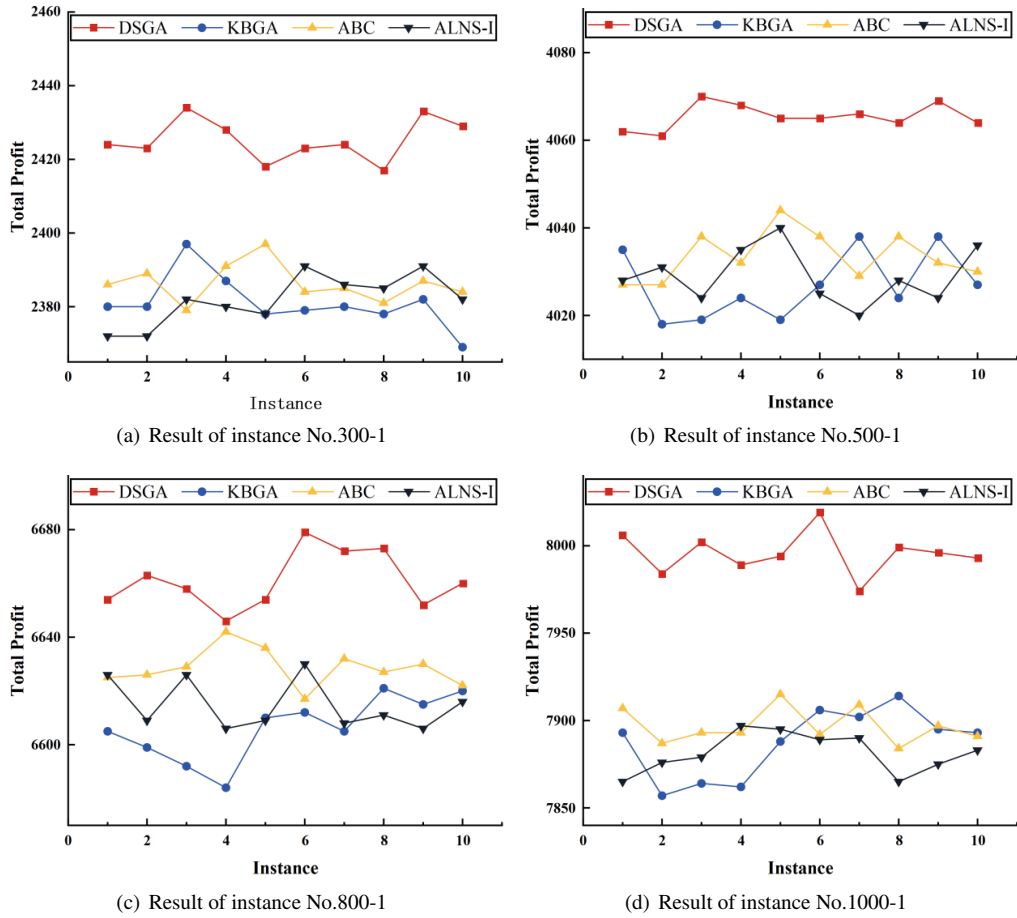 2460
DSGA KBGA ABC ALNS-I
2440
2420
2400
2380
Total Profit
0 2 4 6 8 10
Instance
(a) Result of instance No.300-1
4080
DSGA KBGA ABC ALNS-I
4060
4040
4020
Total Profit
0 2 4 6 8 10
Instance
(b) Result of instance No.500-1
DSGA KBGA ABC ALNS-I
6680
6640
6600
Total Profit
0 2 4 6 8 10
Instance
(c) Result of instance No.800-1
DSGA KBGA ABC ALNS-I
8000
7950
7900
7850
Total Profit
0 2 4 6 8 10
Instance
(d) Result of instance No.1000-1